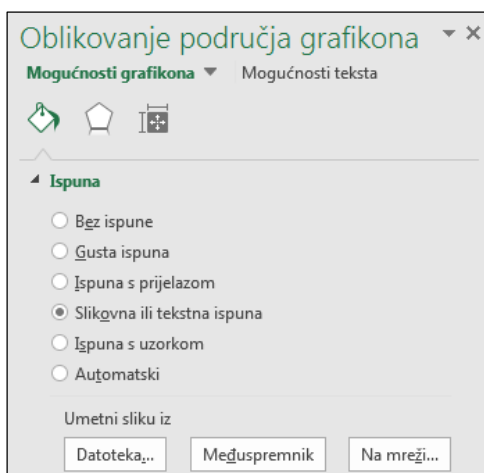 Oblikovanje područja grafikona
Mogućnosti grafikona Mogućnosti teksta
Ispuna
Bez ispune
Gusta ispuna
Ispuna s prijelazom
Slikovna ili tekstna ispuna
Ispuna s uzorkom
Automatski
Umetni sliku iz
Datoteka... Međuspremnik Na mreži...